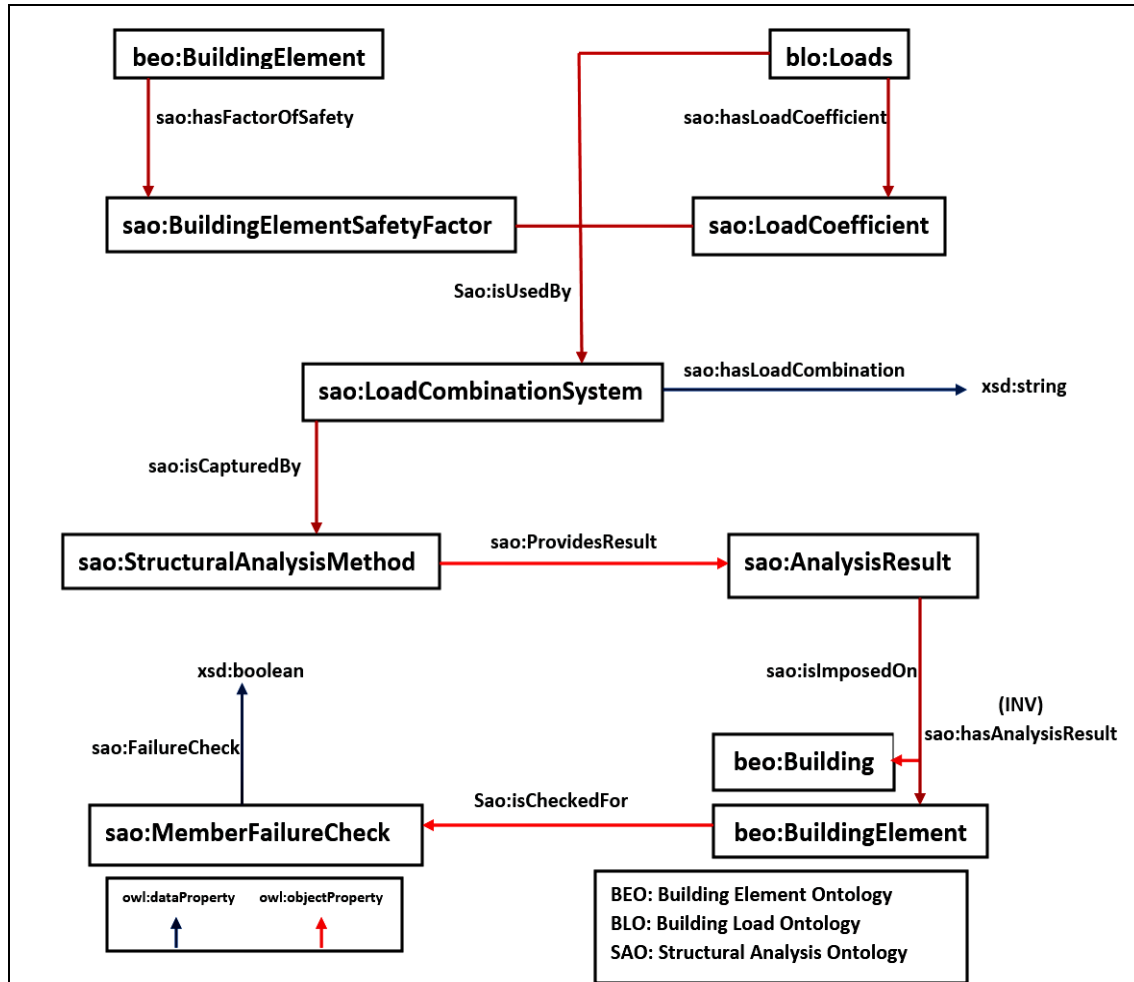 beo:BuildingElement
blo:Loads
sao:hasFactorOfSafety
sao:hasLoadCoefficient
sao:BuildingElementSafetyFactor
sao:LoadCoefficient
Sao:isUsedBy
sao:hasLoadCombination
sao:LoadCombinationSystem
xsd:string
sao:isCapturedBy
sao:ProvidesResult
sao:StructuralAnalysisMethod
sao:AnalysisResult
xsd:boolean
sao:isImposedOn
(INV)
sao:hasAnalysisResult
sao:FailureCheck
beo:Building
Sao:isCheckedFor
sao:MemberFailureCheck
beo:BuildingElement
owl:dataProperty
owl:objectProperty
BEO: Building Element Ontology
BLO: Building Load Ontology
SAO: Structural Analysis Ontology